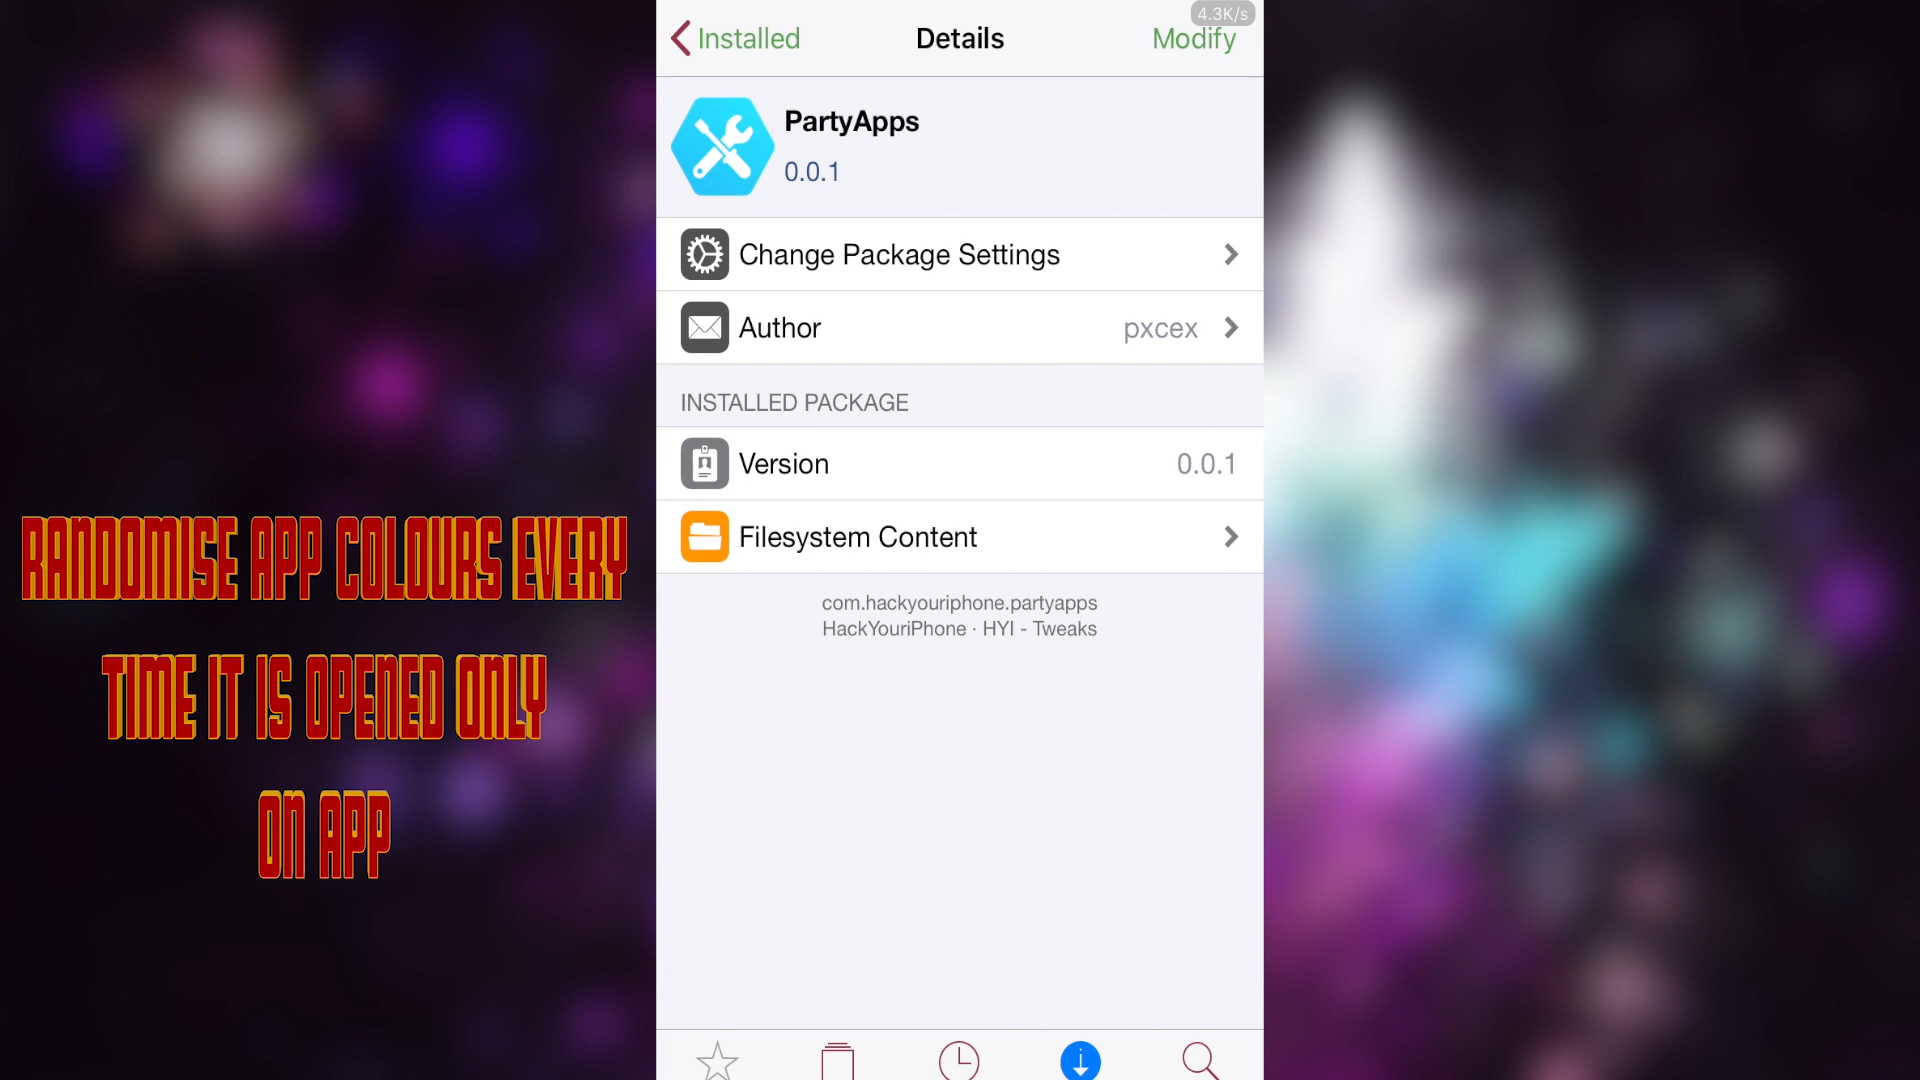 4.3K/s
Installed
Details
Modify
PartyApps
0.0.1
Change Package Settings
Author
pxcex
INSTALLED PACKAGE
Version
0.0.1
Filesystem Content
com.hackyouriphone.partyapps
HackYouriPhone · HYI - Tweaks
RANDOMISE APP COLOURS EVERY
TIME IT IS OPENED ONLY
ON APP